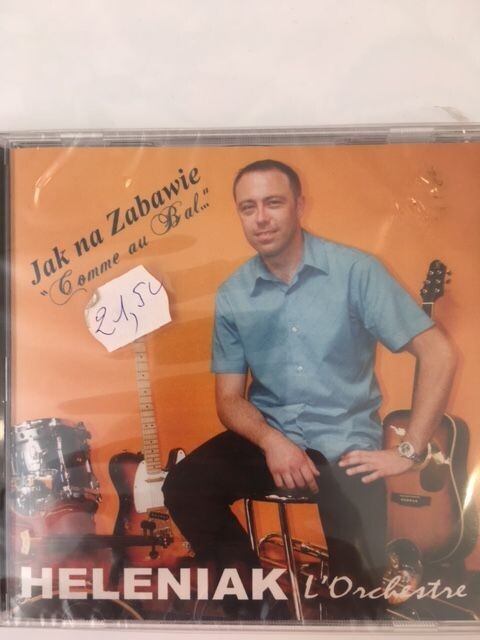 Jak na Zabawie
"Comme au Bal..."
21,50
HELENIAK L'Orchestre